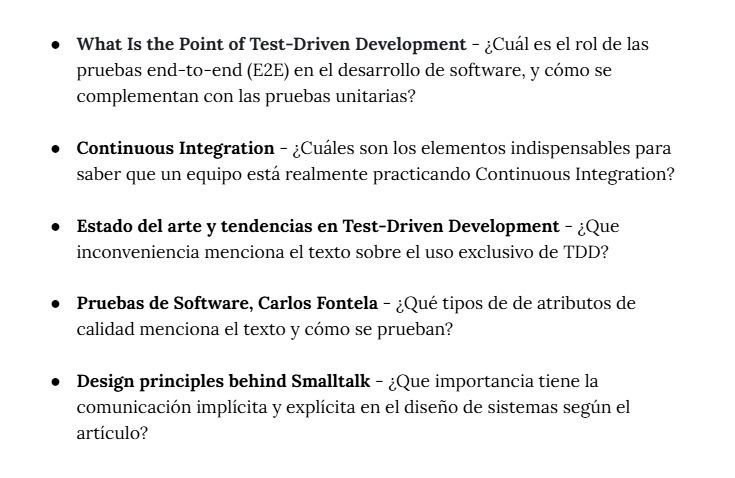 ● What Is the Point of Test-Driven Development - ¿Cuál es el rol de las
pruebas end-to-end (E2E) en el desarrollo de software, y cómo se
complementan con las pruebas unitarias?
● Continuous Integration - ¿Cuáles son los elementos indispensables para
saber que un equipo está realmente practicando Continuous Integration?
● Estado del arte y tendencias en Test-Driven Development - ¿Que
inconveniencia menciona el texto sobre el uso exclusivo de TDD?
● Pruebas de Software, Carlos Fontela - ¿Qué tipos de de atributos de
calidad menciona el texto y cómo se prueban?
● Design principles behind Smalltalk - ¿Que importancia tiene la
comunicación implícita y explícita en el diseño de sistemas según el
artículo?